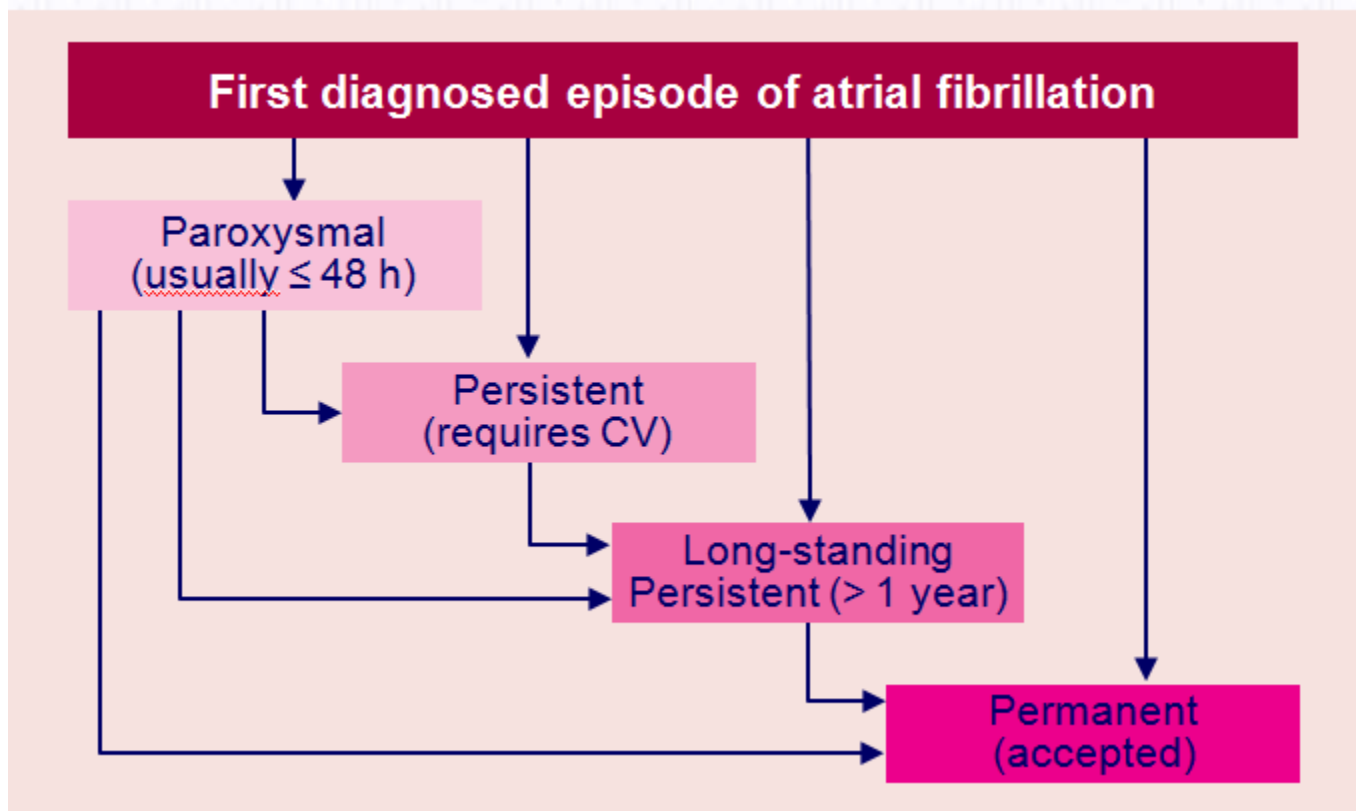 First diagnosed episode of atrial fibrillation
Paroxysmal
(usually ≤ 48 h)
Persistent
(requires CV)
Long-standing
Persistent (> 1 year)
Permanent
(accepted)